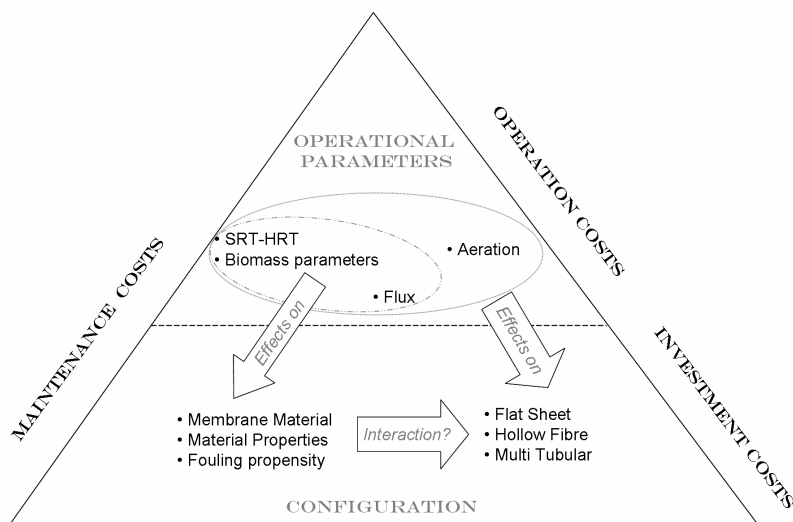 OPERATIONAL
PARAMETERS
OPERATION COSTS
MAINTENANCE COSTS
• SRT-HRT
• Biomass parameters
• Aeration
• Flux
Effects on
Effects on
INVESTMENT COSTS
• Membrane Material
• Material Properties
• Fouling propensity
Interaction?
• Flat Sheet
• Hollow Fibre
• Multi Tubular
CONFIGURATION